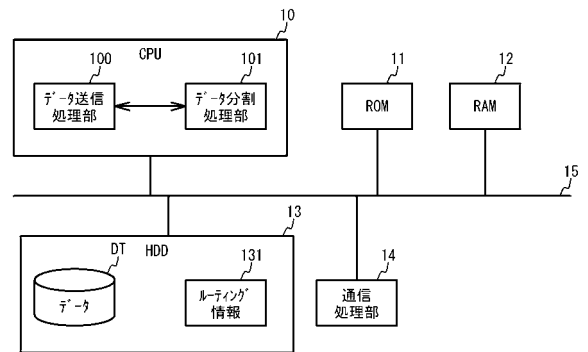 10
CPU
100
101
データ送信
処理部
データ分割
処理部
11
ROM
12
RAM
15
13
DT
HDD
データ
131
ルーティング
情報
14
通信
処理部